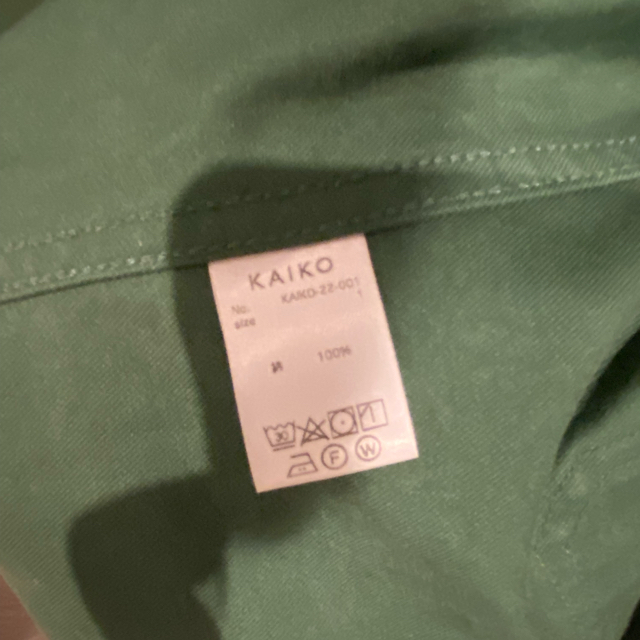 KAIKO
No. KAIKO-22-001
size 1
綿 100%
F W